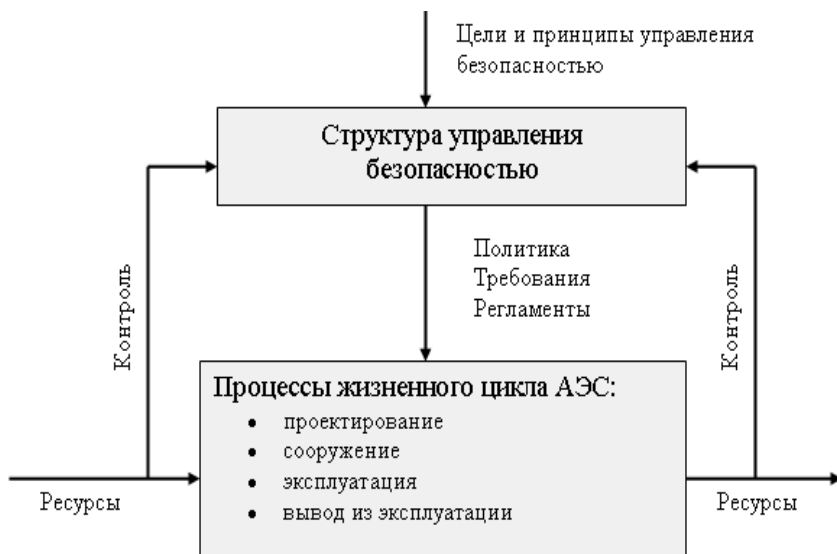 Цели и принципы управления
безопасностью
Структура управления
безопасностью
Политика
Требования
Регламенты
Контроль
Контроль
Процессы жизненного цикла АЭС:
• проектирование
• сооружение
• эксплуатация
• вывод из эксплуатации
Ресурсы
Ресурсы